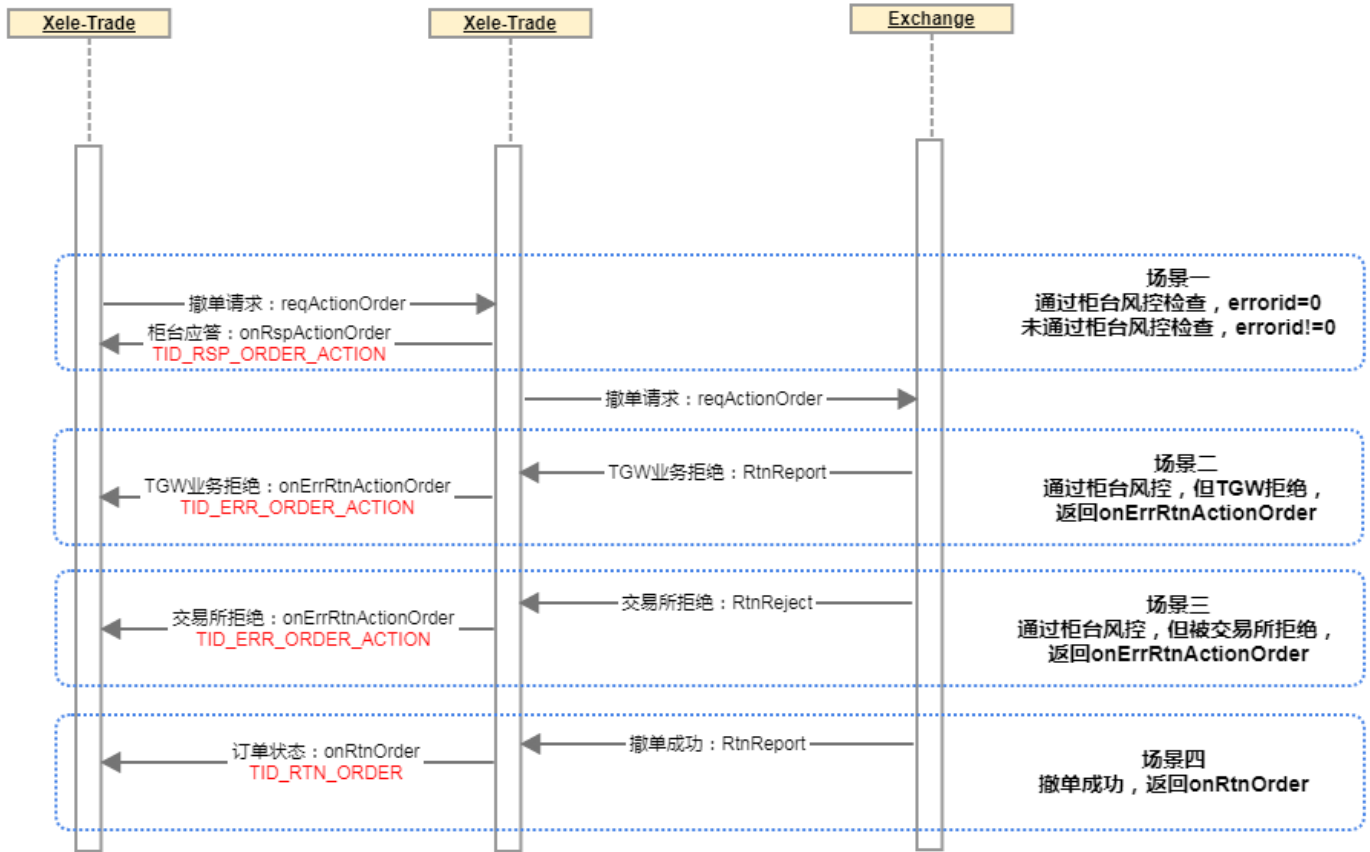 Xele-Trade
Xele-Trade
Exchange
场景一
通过柜台风控检查，errorid=0
未通过柜台风控检查，errorid!=0
撤单请求：reqActionOrder
柜台应答：onRspActionOrder
TID_RSP_ORDER_ACTION
撤单请求：reqActionOrder
TGW业务拒绝：RtnReport
TGW业务拒绝：onErrRtnActionOrder
TID_ERR_ORDER_ACTION
场景二
通过柜台风控，但TGW拒绝，
返回onErrRtnActionOrder
交易所拒绝：RtnReject
交易所拒绝：onErrRtnActionOrder
TID_ERR_ORDER_ACTION
场景三
通过柜台风控，但被交易所拒绝，
返回onErrRtnActionOrder
撤单成功：RtnReport
订单状态：onRtnOrder
TID_RTN_ORDER
场景四
撤单成功，返回onRtnOrder